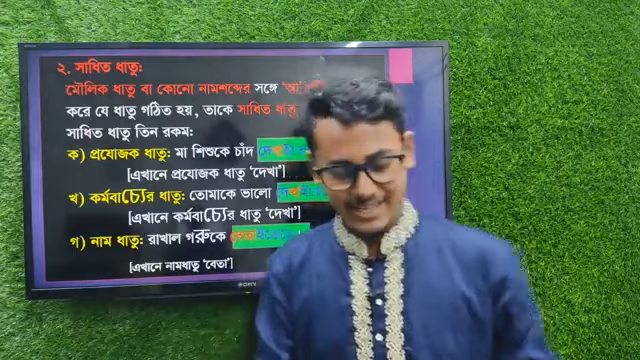 ২. সাধিত ধাতু:
মৌলিক ধাতু বা কোনো নামশব্দের সঙ্গে 'আ'
করে যে ধাতু গঠিত হয়, তাকে সাধিত ধাতু
সাধিত ধাতু তিন রকম:
ক) প্রযোজক ধাতু: মা শিশুকে চাঁদ
[এখানে প্রযোজক ধাতু 'দেখা']
খ) কর্মবাচ্যের ধাতু: তোমাকে ভালো
[এখানে কর্মবাচ্যের ধাতু 'দেখা']
গ) নাম ধাতু: রাখাল গরুকে
[এখানে নামধাতু 'বেতা']
SONY